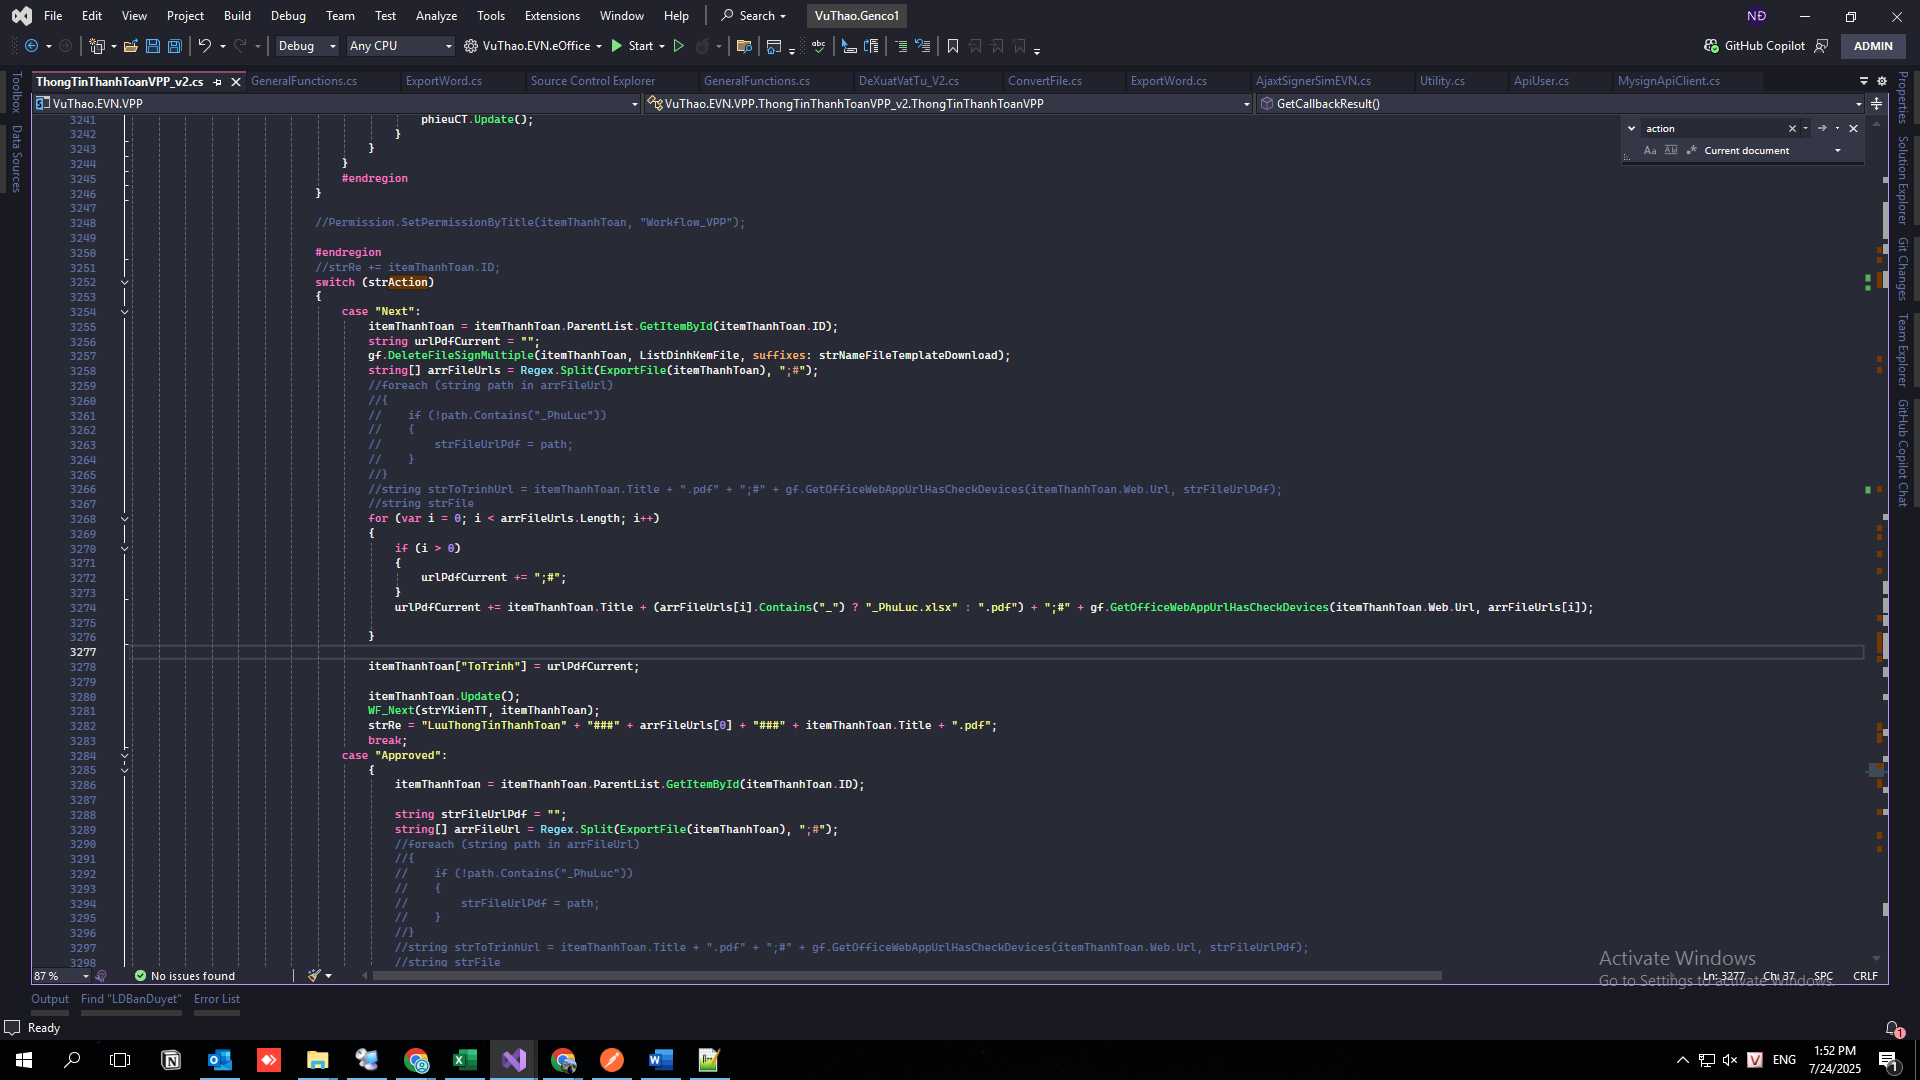 File Edit View Project Build Debug Team Test Analyze Tools Extensions Window Help Search VuThao.Genco1 NĐ
Debug Any CPU VuThao.EVN.eOffice Start GitHub Copilot ADMIN
ThongTinThanhToanVPP_v2.cs GeneralFunctions.cs ExportWord.cs Source Control Explorer GeneralFunctions.cs DeXuatVatTu_V2.cs ConvertFile.cs ExportWord.cs AjaxtSignerSimEVN.cs Utility.cs ApiUser.cs MysignApiClient.cs
VuThao.EVN.VPP VuThao.EVN.VPP.ThongTinThanhToanVPP_v2.ThongTinThanhToanVPP GetCallbackResult()
Toolbox
Data Sources
action
Current document
Properties
Solution Explorer
Git Changes
Team Explorer
GitHub Copilot Chat
3241 phieuCT.Update();
3242 }
3243 }
3244 }
3245 #endregion
3246 }
3247
3248 //Permission.SetPermissionByTitle(itemThanhToan, "Workflow_VPP");
3249
3250 #endregion
3251 //strRe += itemThanhToan.ID;
3252 switch (strAction)
3253 {
3254 case "Next":
3255 itemThanhToan = itemThanhToan.ParentList.GetItemById(itemThanhToan.ID);
3256 string urlPdfCurrent = "";
3257 gf.DeleteFileSignMultiple(itemThanhToan, ListDinhKemFile, suffixes: strNameFileTemplateDownload);
3258 string[] arrFileUrls = Regex.Split(ExportFile(itemThanhToan), ";#");
3259 //foreach (string path in arrFileUrl)
3260 //{
3261 // if (!path.Contains("_PhuLuc"))
3262 // {
3263 // strFileUrlPdf = path;
3264 // }
3265 //}
3266 //string strToTrinhUrl = itemThanhToan.Title + ".pdf" + ";#" + gf.GetOfficeWebAppUrlHasCheckDevices(itemThanhToan.Web.Url, strFileUrlPdf);
3267 //string strFile
3268 for (var i = 0; i < arrFileUrls.Length; i++)
3269 {
3270 if (i > 0)
3271 {
3272 urlPdfCurrent += ";#";
3273 }
3274 urlPdfCurrent += itemThanhToan.Title + (arrFileUrls[i].Contains("_") ? "_PhuLuc.xlsx" : ".pdf") + ";#" + gf.GetOfficeWebAppUrlHasCheckDevices(itemThanhToan.Web.Url, arrFileUrls[i]);
3275
3276 }
3277
3278 itemThanhToan["ToTrinh"] = urlPdfCurrent;
3279
3280 itemThanhToan.Update();
3281 WF_Next(strYKienTT, itemThanhToan);
3282 strRe = "LuuThongTinThanhToan" + "###" + arrFileUrls[0] + "###" + itemThanhToan.Title + ".pdf";
3283 break;
3284 case "Approved":
3285 {
3286 itemThanhToan = itemThanhToan.ParentList.GetItemById(itemThanhToan.ID);
3287
3288 string strFileUrlPdf = "";
3289 string[] arrFileUrl = Regex.Split(ExportFile(itemThanhToan), ";#");
3290 //foreach (string path in arrFileUrl)
3291 //{
3292 // if (!path.Contains("_PhuLuc"))
3293 // {
3294 // strFileUrlPdf = path;
3295 // }
3296 //}
3297 //string strToTrinhUrl = itemThanhToan.Title + ".pdf" + ";#" + gf.GetOfficeWebAppUrlHasCheckDevices(itemThanhToan.Web.Url, strFileUrlPdf);
3298 //string strFile
Activate Windows
Go to Settings to activate Windows.
87 % No issues found Ln: 3277 Ch: 37 SPC CRLF
Output Find "LDBanDuyet" Error List
Ready 1
ENG 1:52 PM 1
7/24/2025